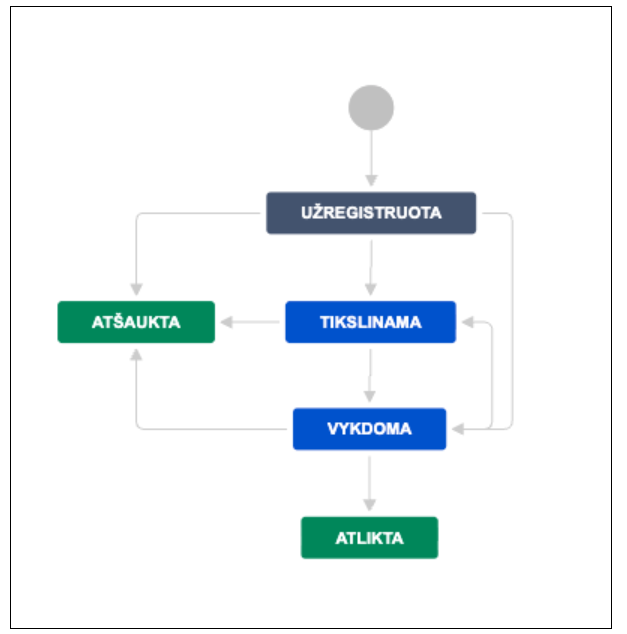 UŽREGISTRUOTA
ATŠAUKTA
TIKSLINAMA
VYKDOMA
ATLIKTA